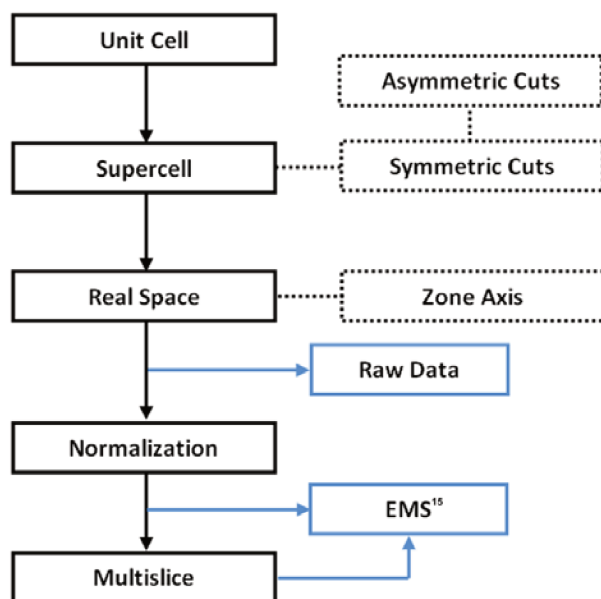 Unit Cell
Asymmetric Cuts
Supercell
Symmetric Cuts
Real Space
Zone Axis
Raw Data
Normalization
EMS¹⁵
Multislice